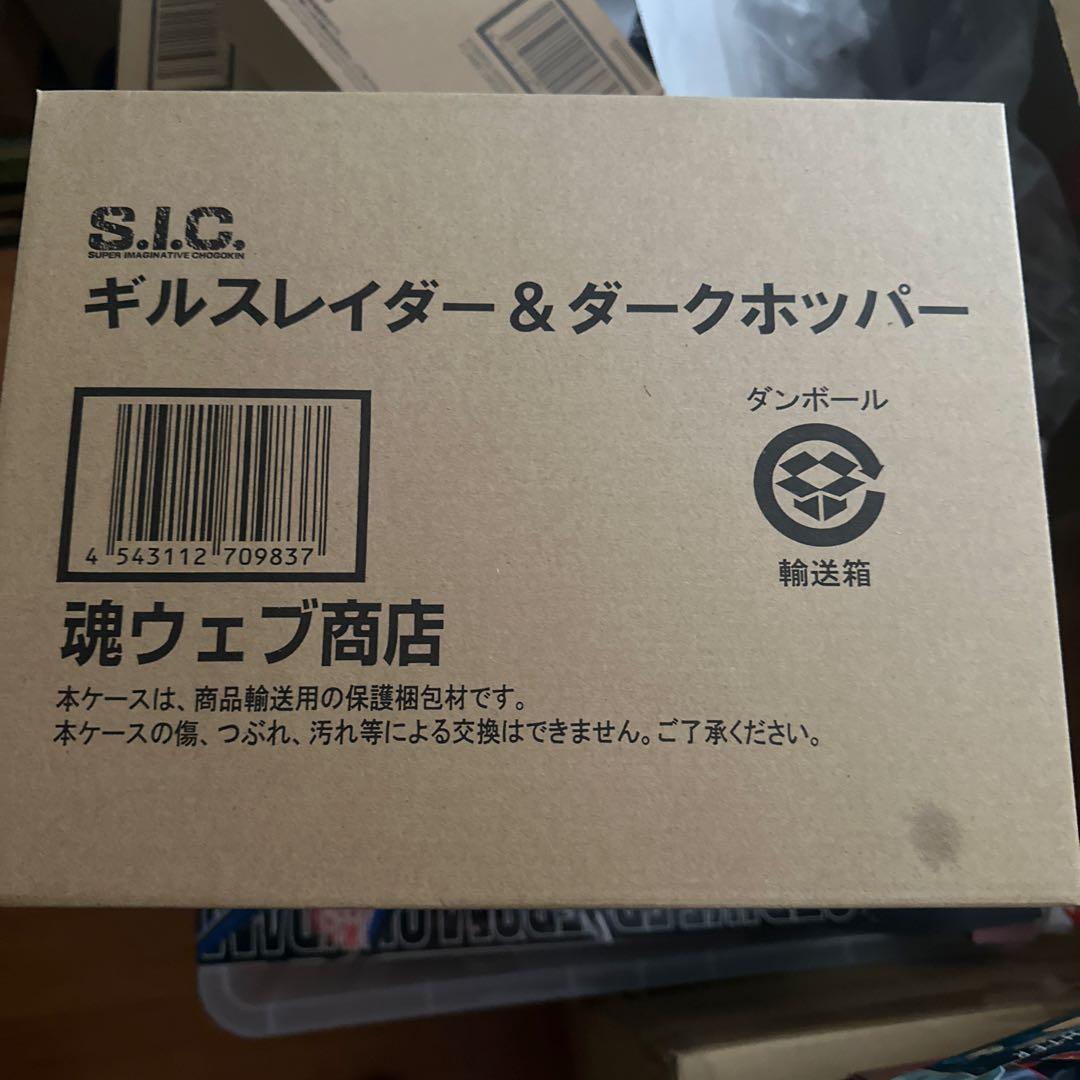 S.I.C.
SUPER IMAGINATIVE CHOGOKIN
ギルスレイダー＆ダークホッパー
ダンボール
4 543112 709837
輸送箱
魂ウェブ商店
本ケースは、商品輸送用の保護梱包材です。
本ケースの傷、つぶれ、汚れ等による交換はできません。ご了承ください。